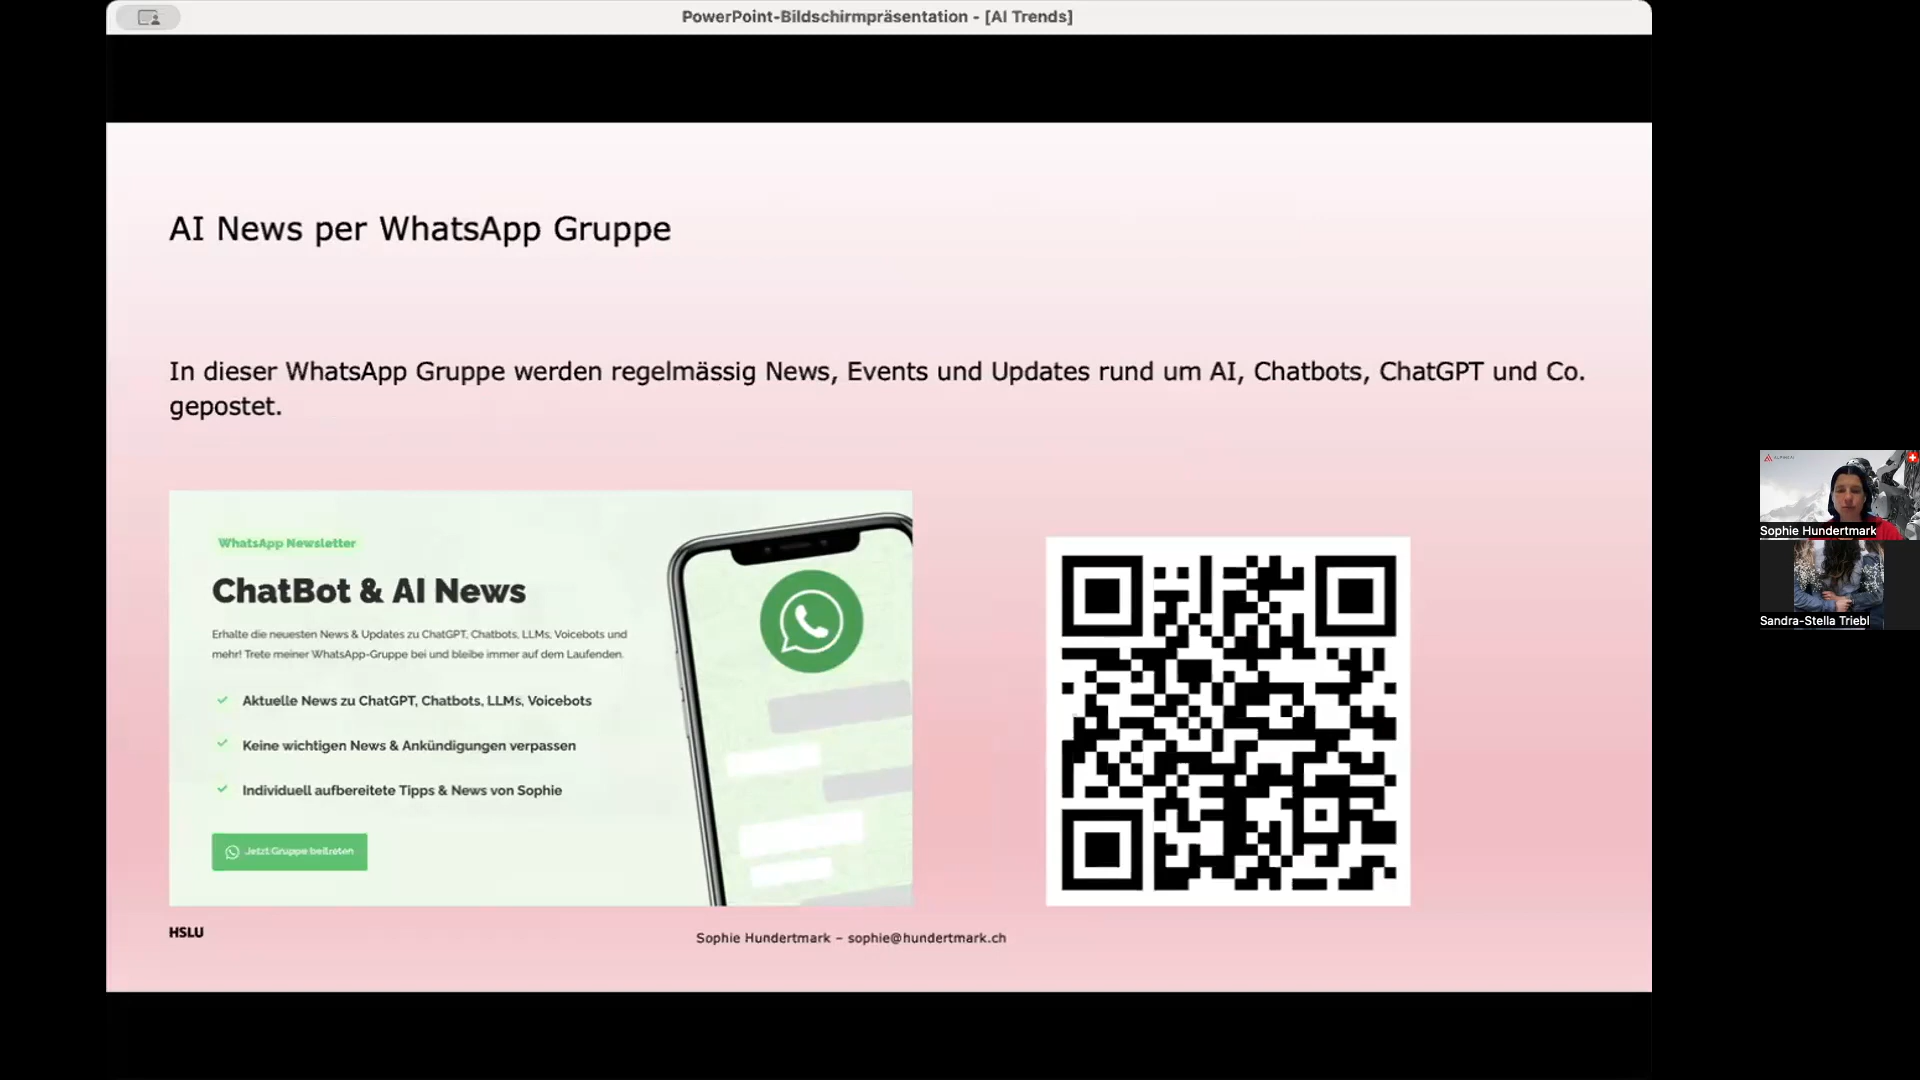 PowerPoint-Bildschirmpräsentation - [AI Trends]
AI News per WhatsApp Gruppe
In dieser WhatsApp Gruppe werden regelmässig News, Events und Updates rund um AI, Chatbots, ChatGPT und Co.
gepostet.
WhatsApp Newsletter
ChatBot & AI News
Erhalte die neuesten News & Updates zu ChatGPT, Chatbots, LLMs, Voicebots und
mehr! Trete meiner WhatsApp-Gruppe bei und bleibe immer auf dem Laufenden.
Aktuelle News zu ChatGPT, Chatbots, LLMs, Voicebots
Keine wichtigen News & Ankündigungen verpassen
Individuell aufbereitete Tipps & News von Sophie
Jetzt Gruppe beitreten
HSLU
Sophie Hundertmark – sophie@hundertmark.ch
Sophie Hundertmark
Sandra-Stella Triebl